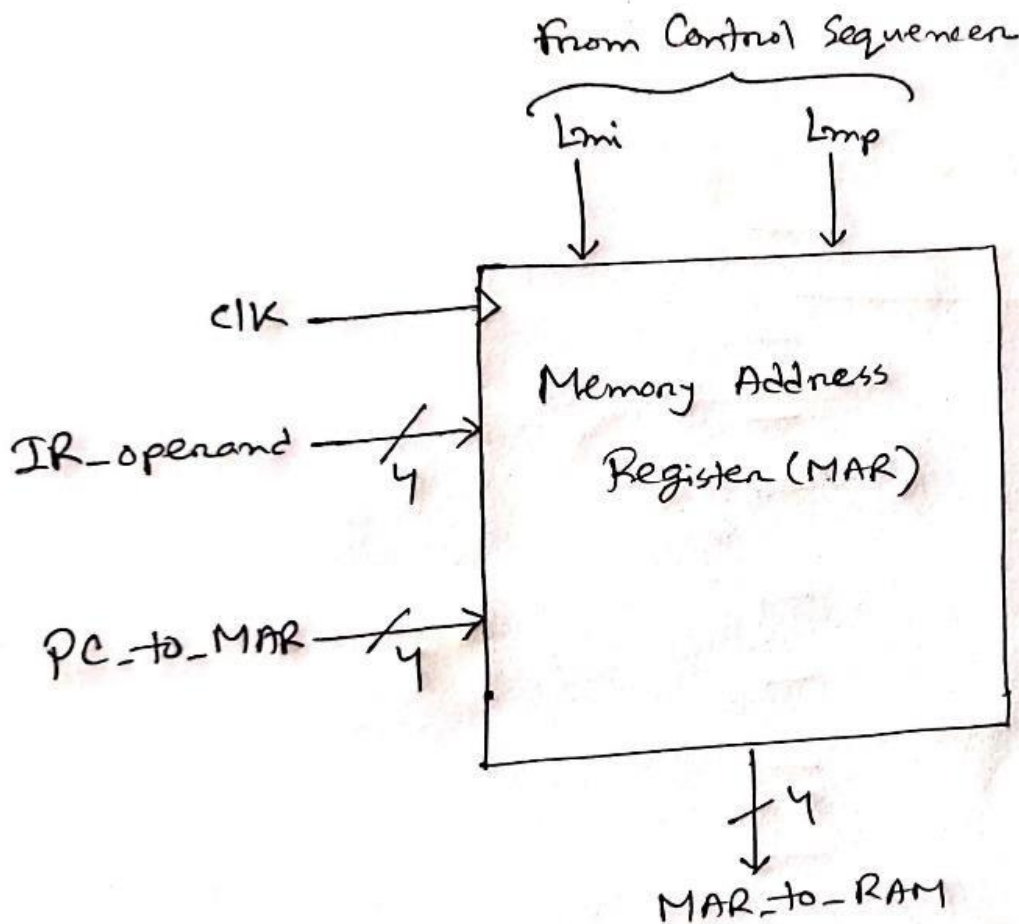 From Control Sequencer
Lmi Lmp
clk
Memory Address
IR_operand
4
Register (MAR)
PC_to_MAR
4
4
MAR_to_RAM